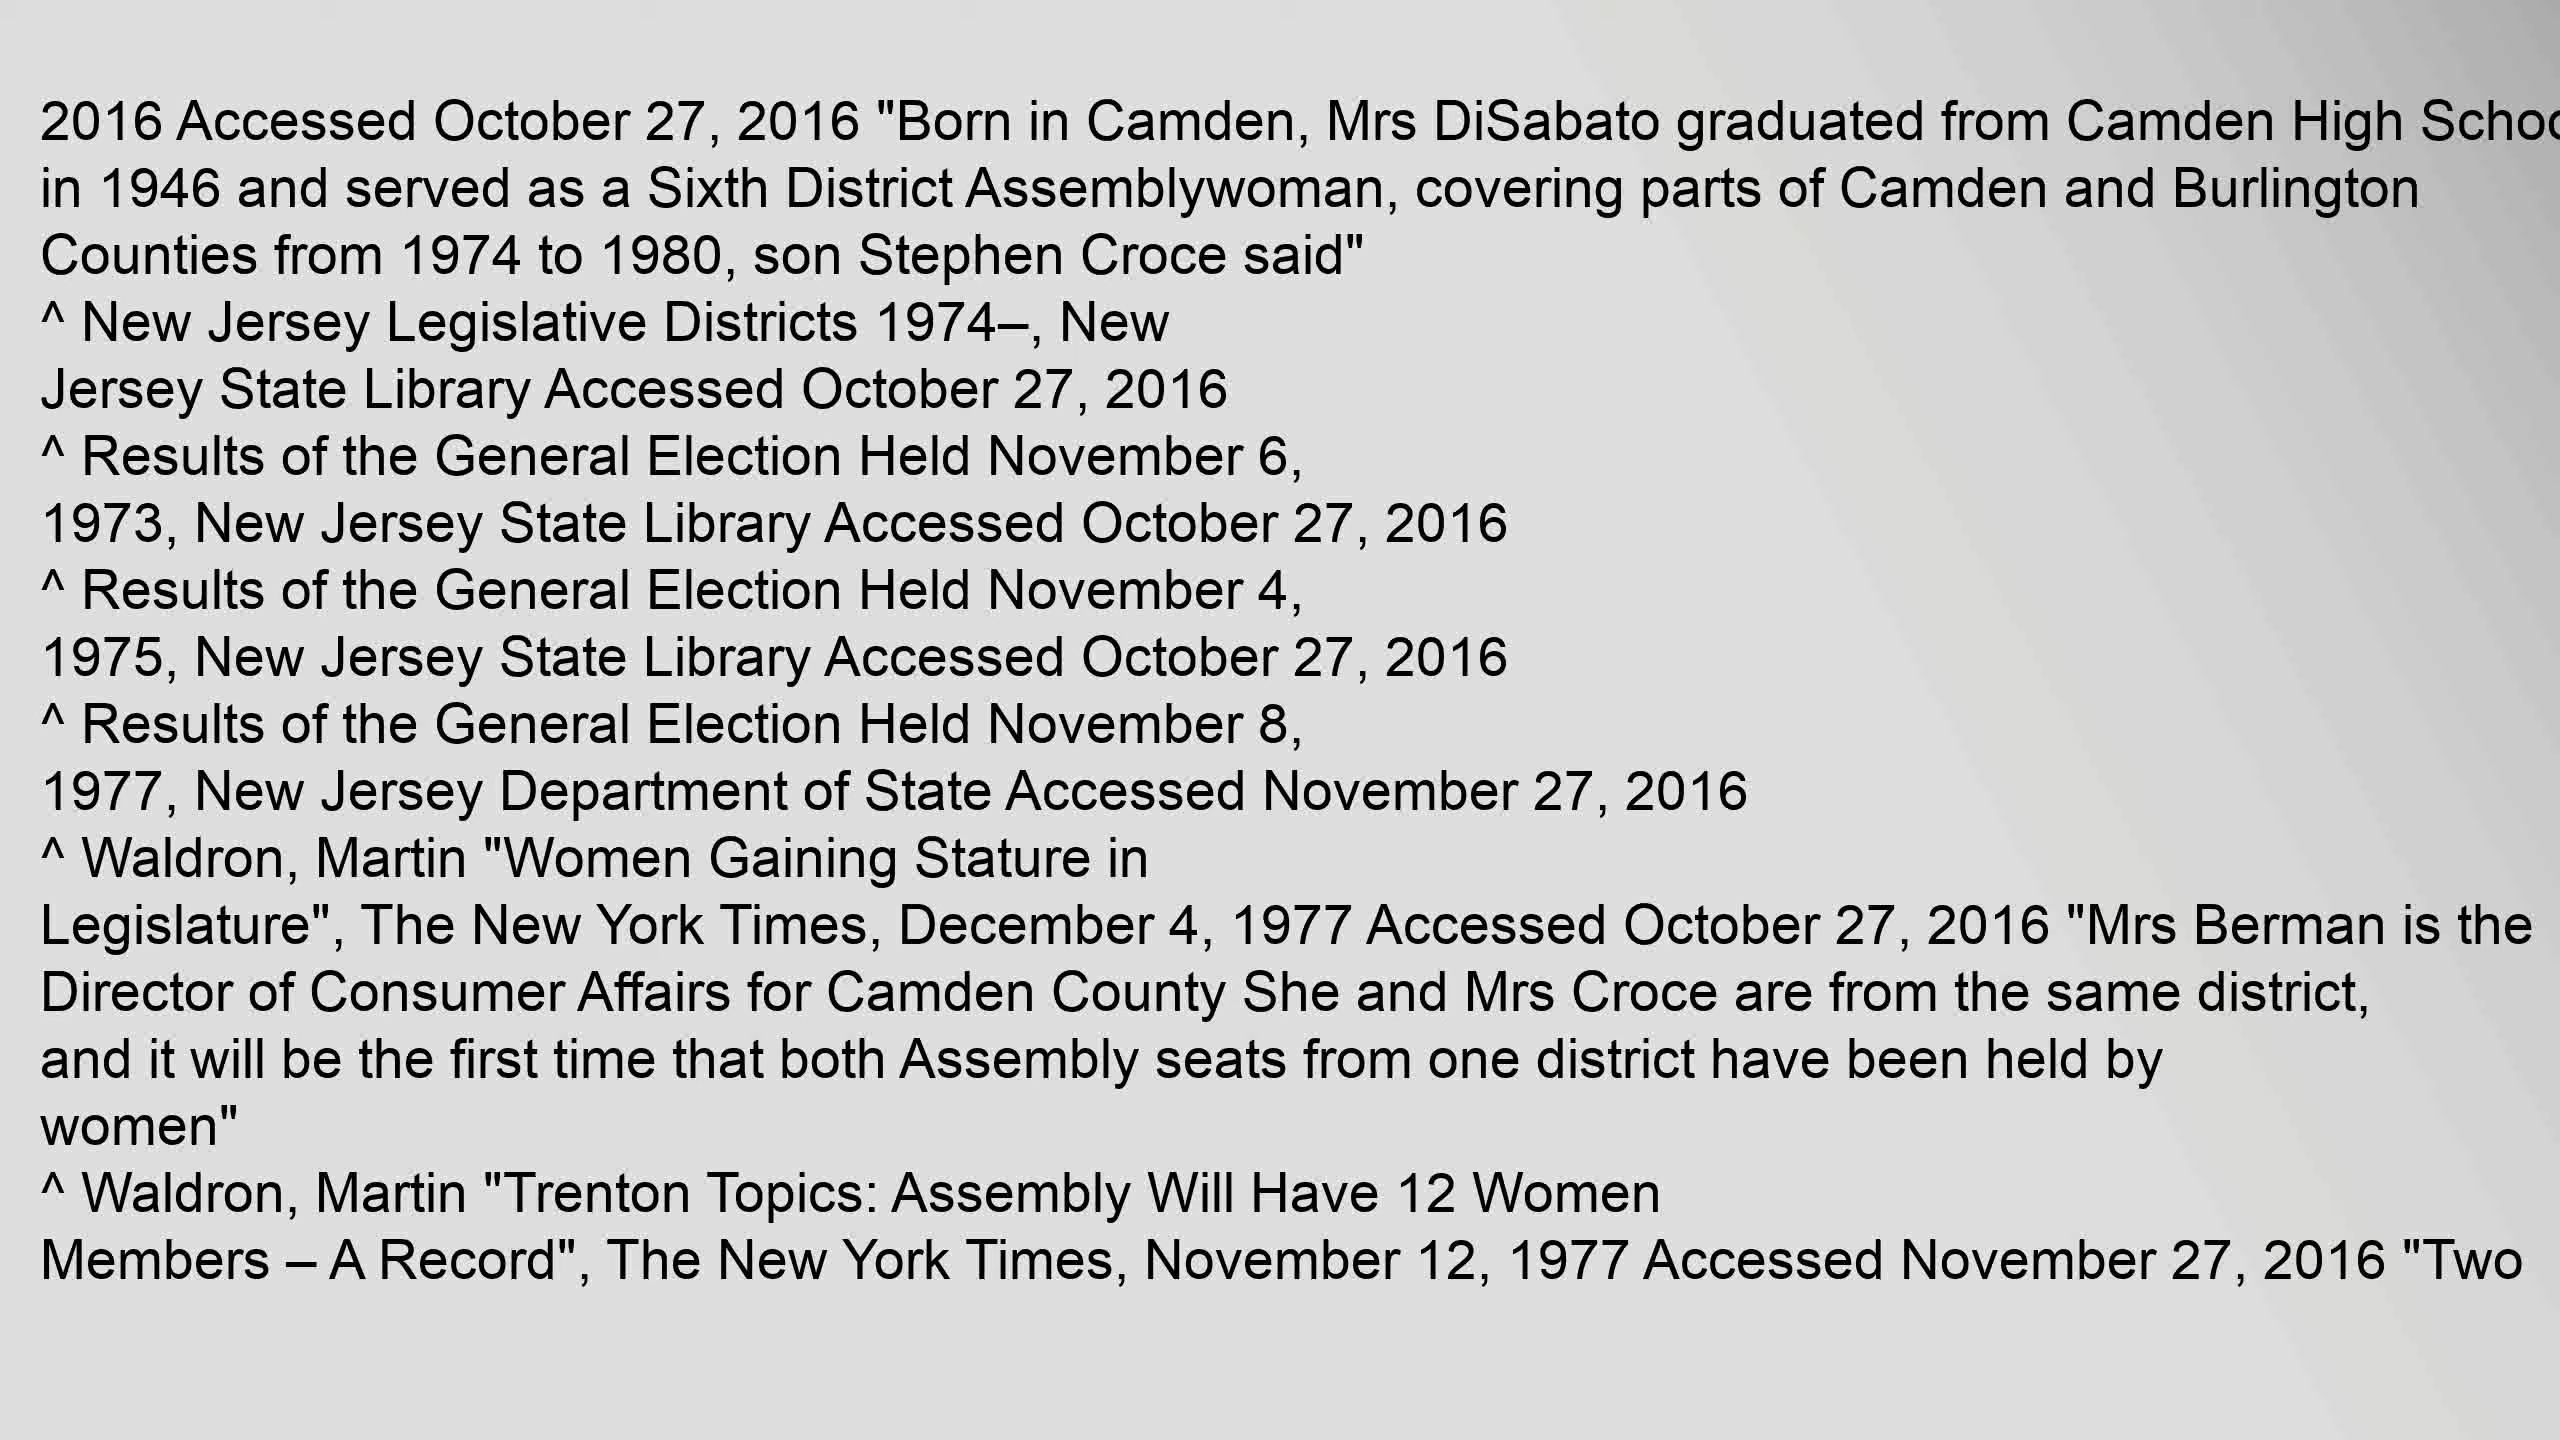 2016 Accessed October 27, 2016 "Born in Camden, Mrs DiSabato graduated from Camden High
in 1946 and served as a Sixth District Assemblywoman, covering parts of Camden and Burlington
Counties from 1974 to 1980, son Stephen Croce said"
^ New Jersey Legislative Districts 1974–, New
Jersey State Library Accessed October 27, 2016
^ Results of the General Election Held November 6,
1973, New Jersey State Library Accessed October 27, 2016
^ Results of the General Election Held November 4,
1975, New Jersey State Library Accessed October 27, 2016
^ Results of the General Election Held November 8,
1977, New Jersey Department of State Accessed November 27, 2016
^ Waldron, Martin "Women Gaining Stature in
Legislature", The New York Times, December 4, 1977 Accessed October 27, 2016 "Mrs Berman is the
Director of Consumer Affairs for Camden County She and Mrs Croce are from the same district,
and it will be the first time that both Assembly seats from one district have been held by
women"
^ Waldron, Martin "Trenton Topics: Assembly Will Have 12 Women
Members – A Record", The New York Times, November 12, 1977 Accessed November 27, 2016 "Two